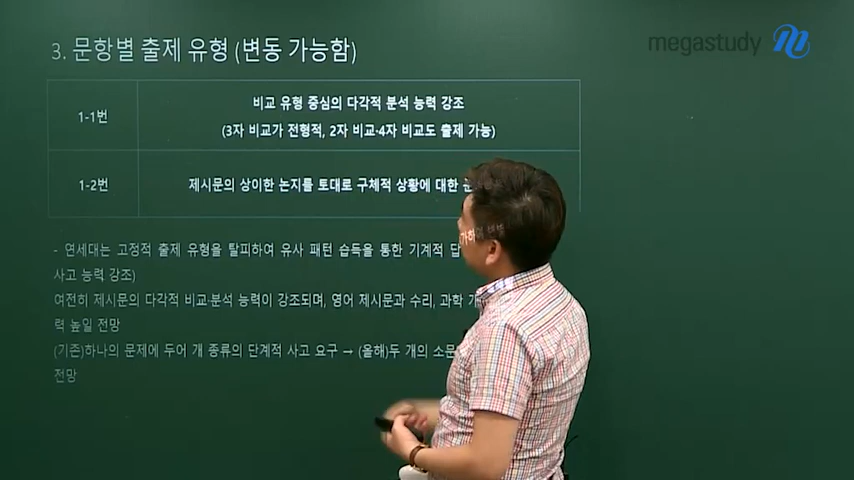 3. 문항별 출제 유형 (변동 가능함)
megastudy
1-1번
비교 유형 중심의 다각적 분석 능력 강조
(3자 비교가 전형적, 2자 비교·4자 비교도 출제 가능)
1-2번
제시문의 상이한 논지를 토대로 구체적 상황에 대한
- 연세대는 고정적 출제 유형을 탈피하여 유사 패턴 습득을 통한 기계적 답
사고 능력 강조)
여전히 제시문의 다각적 비교·분석 능력이 강조되며, 영어 제시문과 수리, 과학
력 높일 전망
(기존)하나의 문제에 두어 개 종류의 단계적 사고 요구 → (올해)두 개의 소문
전망